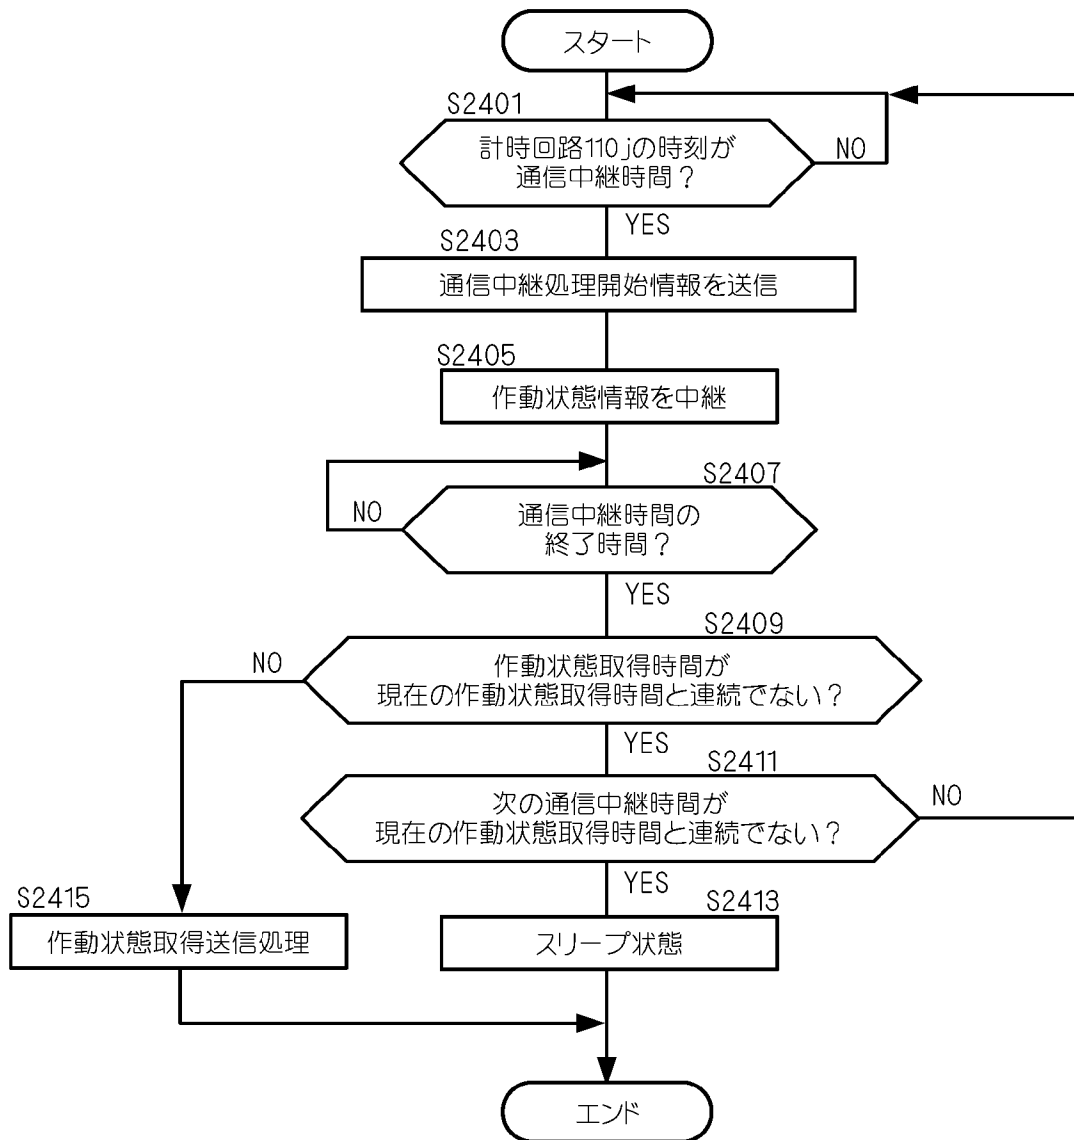 スタート
S2401
計時回路110jの時刻が
通信中継時間？
NO
YES
S2403
通信中継処理開始情報を送信
S2405
作動状態情報を中継
S2407
通信中継時間の
終了時間？
NO
YES
S2409
作動状態取得時間が
現在の作動状態取得時間と連続でない？
NO
YES
S2411
次の通信中継時間が
現在の作動状態取得時間と連続でない？
NO
YES
S2415
作動状態取得送信処理
S2413
スリープ状態
エンド